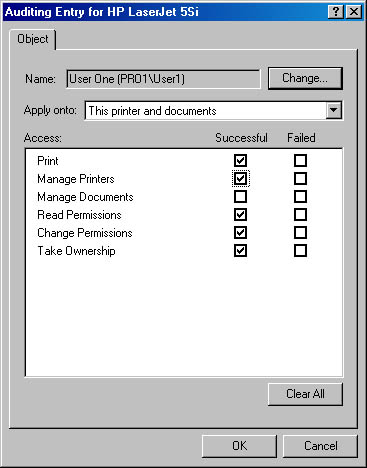 Auditing Entry for HP LaserJet 5Si
Object
Name: User One (PRO1\User1) Change...
Apply onto: This printer and documents
Access: Successful Failed
Print
Manage Printers
Manage Documents
Read Permissions
Change Permissions
Take Ownership
Clear All
OK Cancel